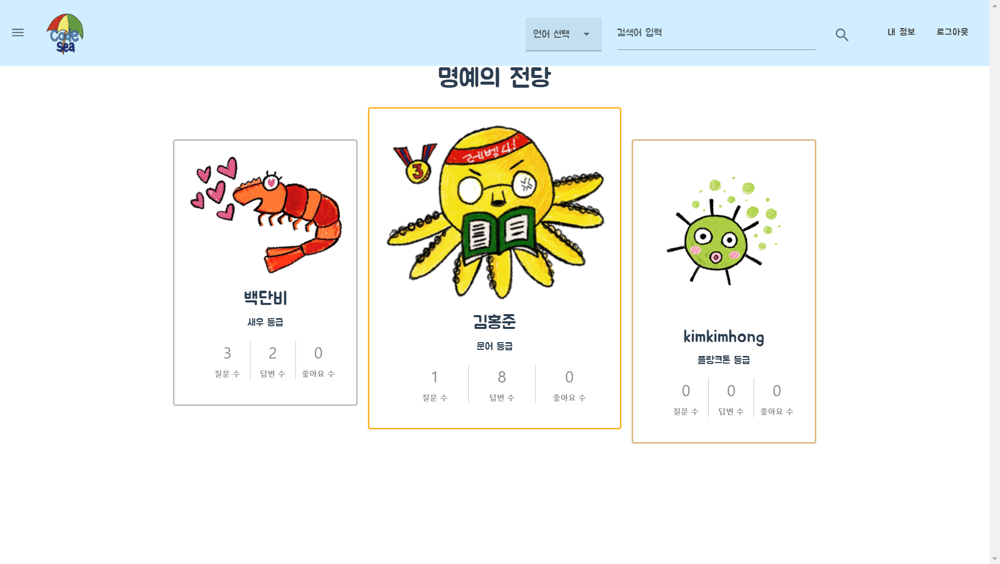 Code
Sea
언어 선택
검색어 입력
내 정보
로그아웃
명예의 전당
백단비
새우 등급
3 2 0
질문 수 답변 수 좋아요 수
레벨 4!
3
김홍준
문어 등급
1 8 0
질문 수 답변 수 좋아요 수
kimkimhong
플랑크톤 등급
0 0 0
질문 수 답변 수 좋아요 수